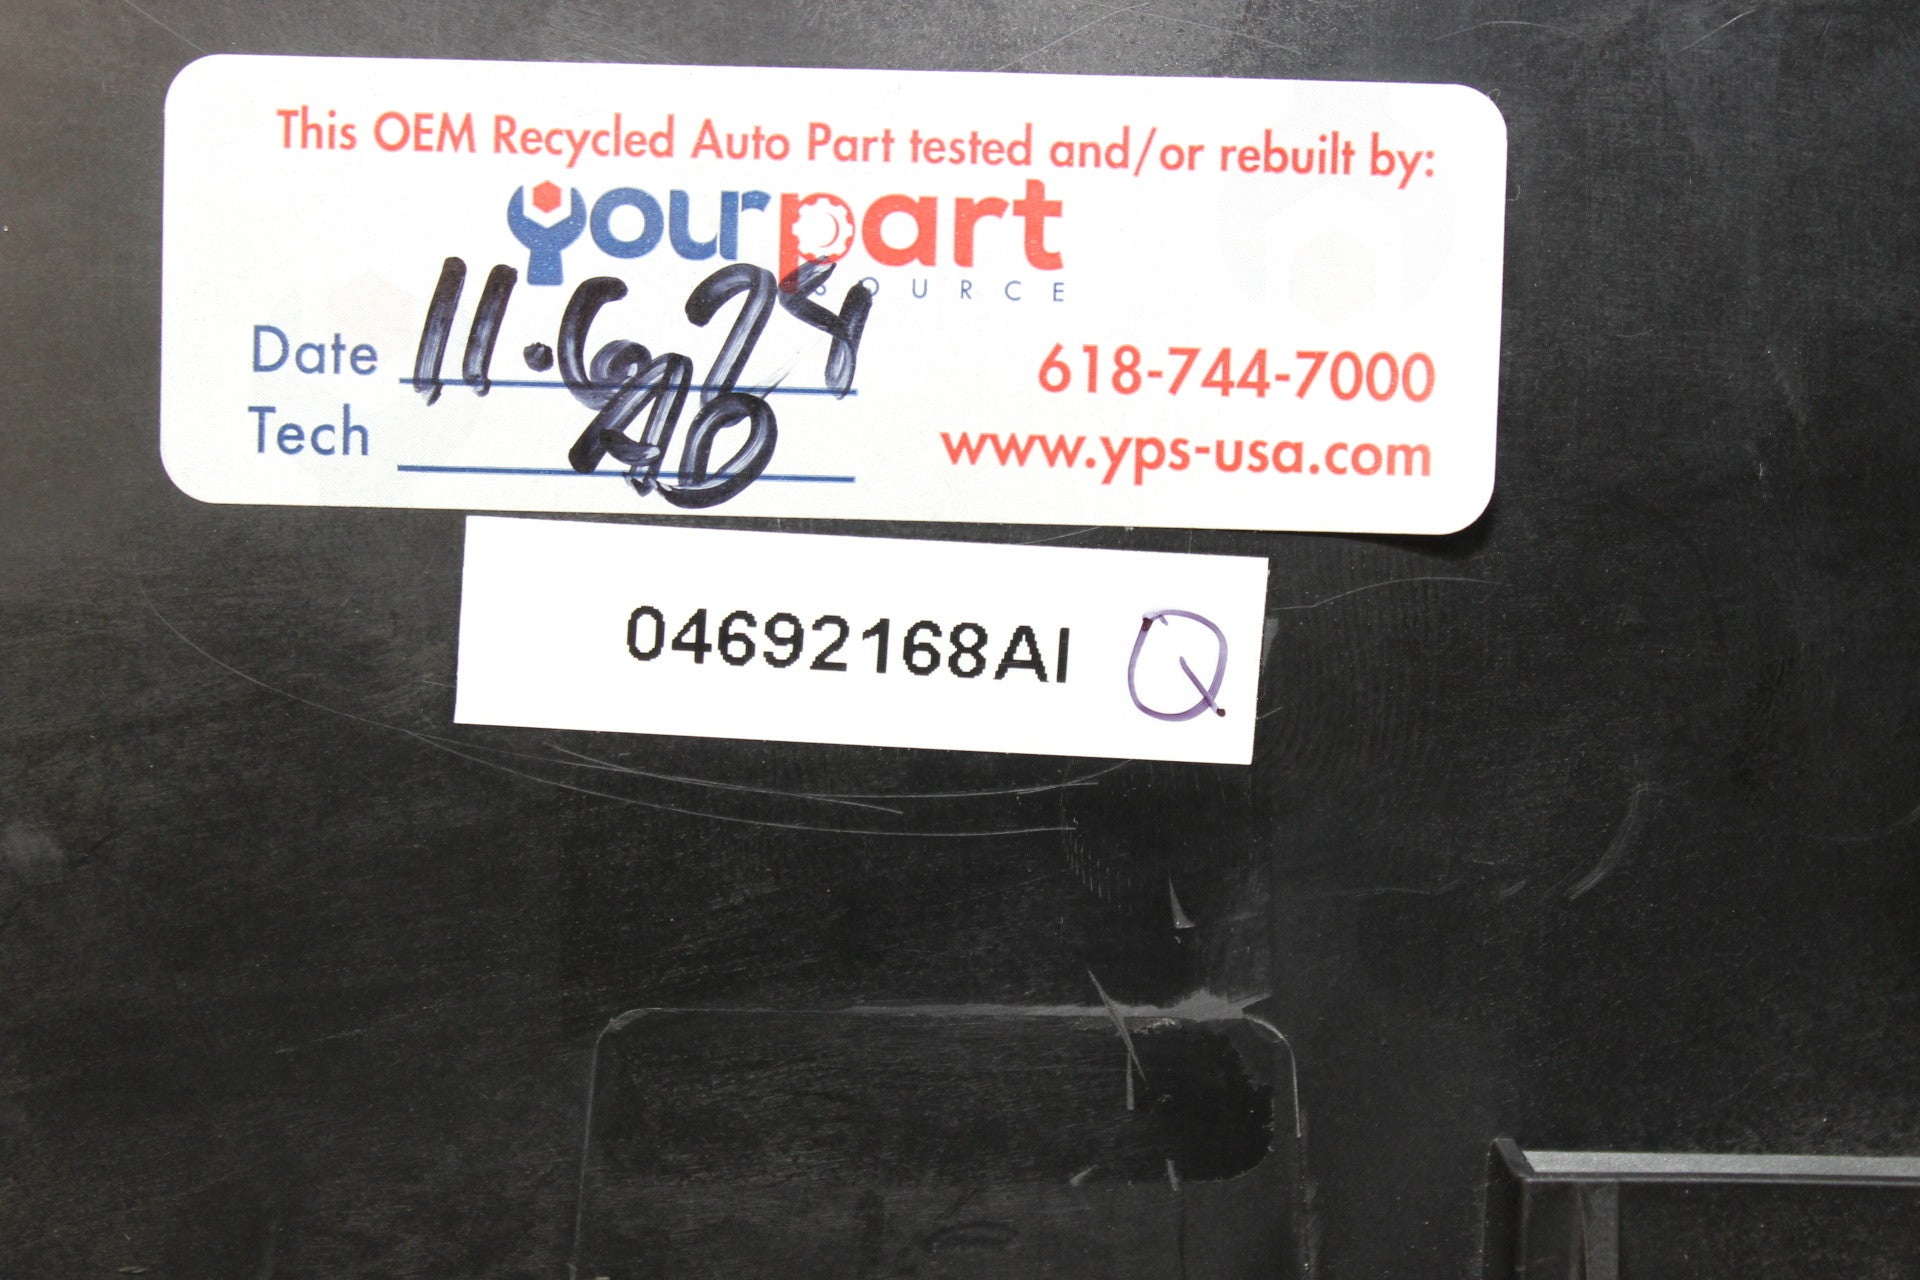 This OEM Recycled Auto Part tested and/or rebuilt by:
yourpart
SOURCE
Date 11.6.24
618-744-7000
Tech AO
www.yps-usa.com
04692168AI Q